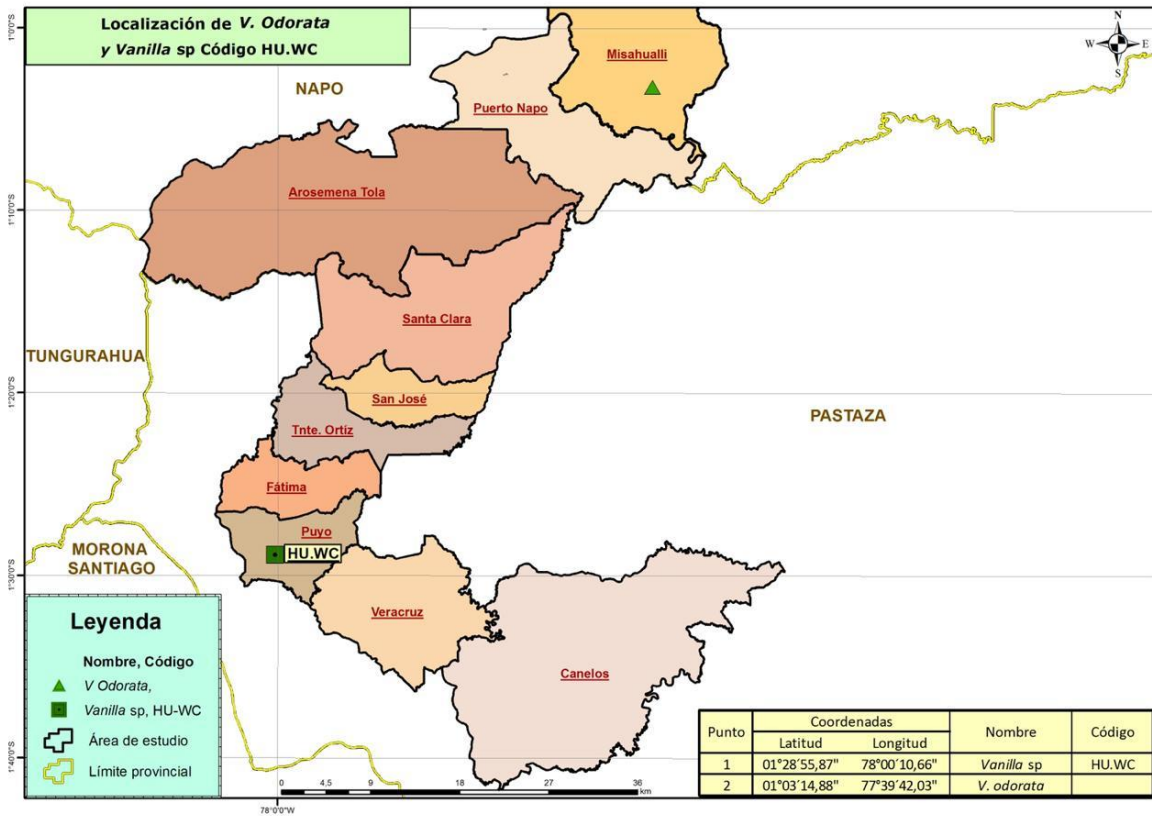 Localización de V. Odorata
y Vanilla sp Código HU.WC
N
W E
S
1°0'0"S
Misahualli
NAPO
Puerto Napo
Arosemena Tola
1°10'0"S
Santa Clara
TUNGURAHUA
San José
1°20'0"S
PASTAZA
Tnte. Ortíz
Fátima
Puyo
HU.WC
MORONA
SANTIAGO
1°30'0"S
Veracruz
Canelos
Leyenda
Nombre, Código
V Odorata,
Vanilla sp, HU-WC
Área de estudio
Límite provincial
1°40'0"S
0 4,5 9 18 27 36
km
78°0'0"W
Punto Coordenadas Nombre Código
Latitud Longitud
1 01°28´55,87" 78°00´10,66" Vanilla sp HU.WC
2 01°03´14,88" 77°39´42,03" V. odorata